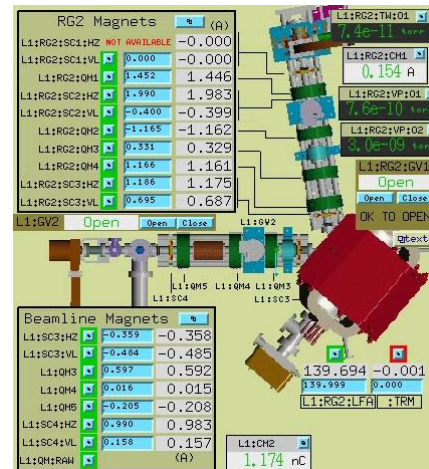 RG2 Magnets (A)
L1:RG2:SC1:HZ NOT AVAILABLE -0.000
L1:RG2:SC1:VL 0.000 -0.000
L1:RG2:QM1 1.452 1.446
L1:RG2:SC2:HZ 1.990 1.983
L1:RG2:SC2:VL -0.400 -0.399
L1:RG2:QM2 -1.165 -1.162
L1:RG2:QM3 0.331 0.329
L1:RG2:QM4 1.166 1.161
L1:RG2:SC3:HZ 1.186 1.175
L1:RG2:SC3:VL 0.695 0.687
L1:RG2:TW:01
7.4e-11 torr
L1:RG2:CM1
0.154 A
L1:RG2:VP:01
7.6e-10 torr
L1:RG2:VP:02
3.0e-09 tor
L1:RG2:GV1
Open
Open Close
OK TO OPEN
L1:GV2 Open Open Close L1:GV2
text
L1:QM5 L1:QM4 L1:QM3
L1:SC4 L1:SC3
Beamline Magnets
L1:SC3:HZ -0.359 -0.358
L1:SC3:VL -0.484 -0.485
L1:QM3 0.597 0.592
L1:QM4 0.016 0.015
L1:QM5 -0.205 -0.208
L1:SC4:HZ 0.990 0.983
L1:SC4:VL 0.158 0.157
L1:QM:RAW (A)
139.694 -0.001
139.999 0.000
L1:RG2:LFA :TRM
L1:CM2
1.174 nC